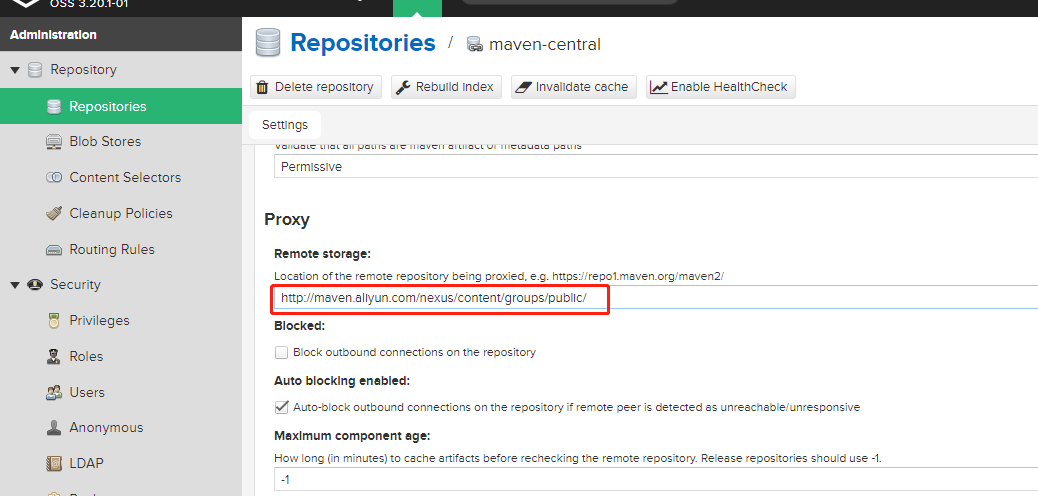 OSS 3.20.1-01
Administration
Repository
Repositories
Blob Stores
Content Selectors
Cleanup Policies
Routing Rules
Security
Privileges
Roles
Users
Anonymous
LDAP
Repositories / maven-central
Delete repository
Rebuild index
Invalidate cache
Enable HealthCheck
Settings
Validate that all paths are maven artifact or metadata paths
Permissive
Proxy
Remote storage:
Location of the remote repository being proxied, e.g. https://repo1.maven.org/maven2/
http://maven.aliyun.com/nexus/content/groups/public/
Blocked:
Block outbound connections on the repository
Auto blocking enabled:
Auto-block outbound connections on the repository if remote peer is detected as unreachable/unresponsive
Maximum component age:
How long (in minutes) to cache artifacts before rechecking the remote repository. Release repositories should use -1.
-1